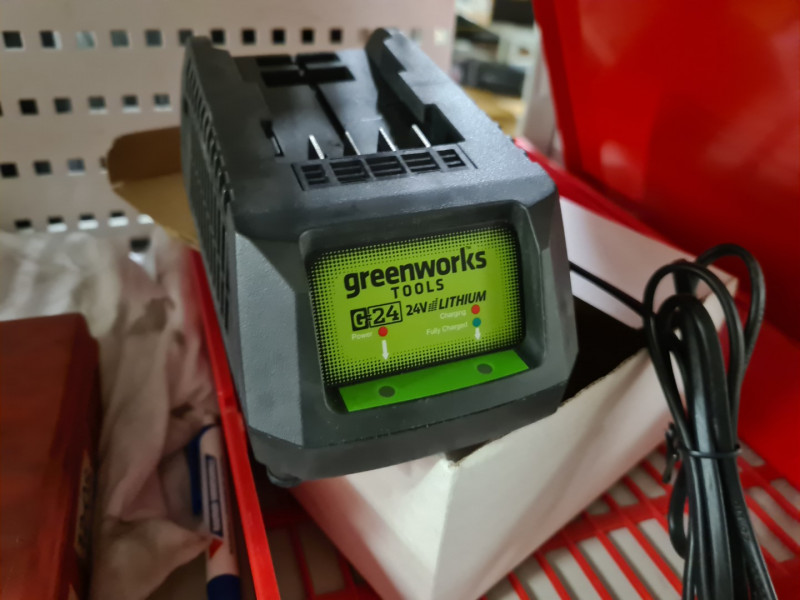 greenworks
TOOLS
G 24 24V LITHIUM
Charging
Power
Fully Charged